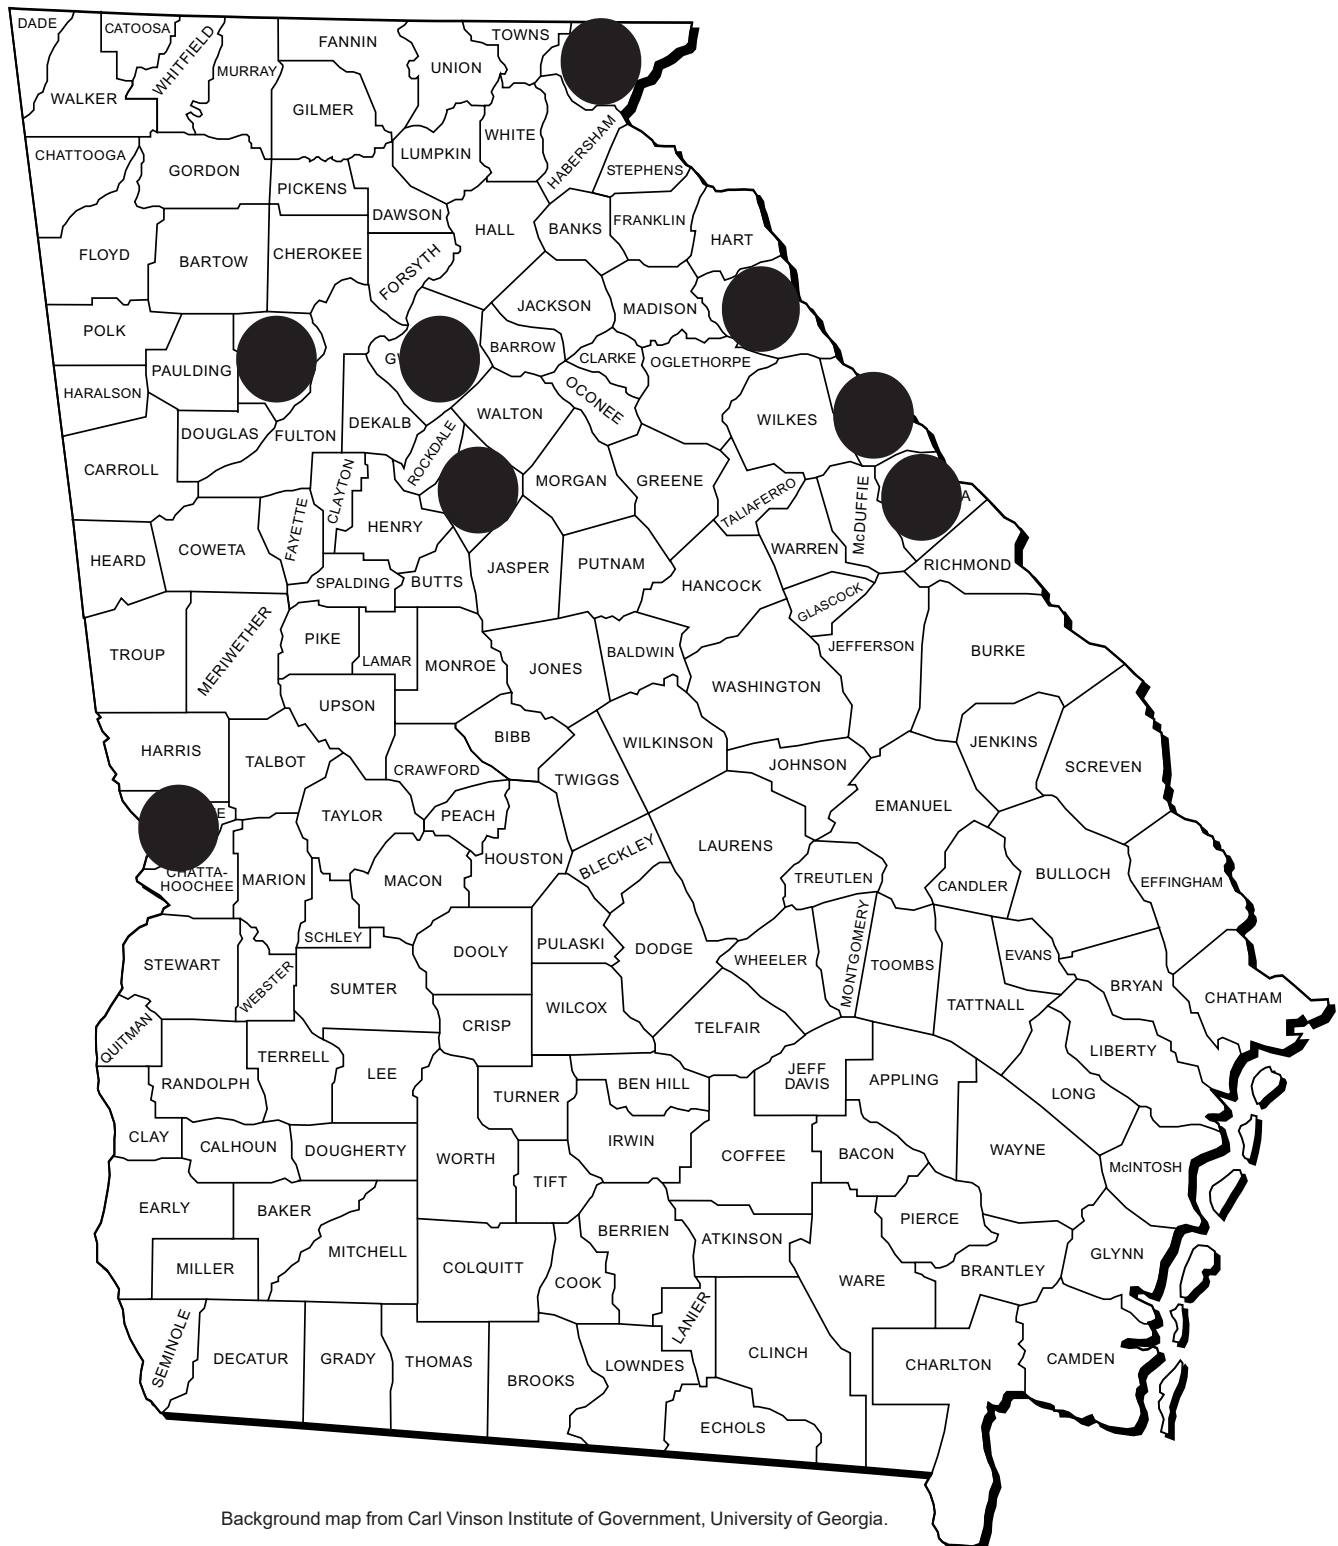 DADE
CATOOSA
WHITFIELD
FANNIN
TOWNS
UNION
MURRAY
WALKER
GILMER
WHITE
HABERSHAM
LUMPKIN
CHATTOOGA
GORDON
STEPHENS
PICKENS
DAWSON
HALL
BANKS
FRANKLIN
HART
FLOYD
BARTOW
CHEROKEE
FORSYTH
JACKSON
MADISON
POLK
PAULDING
BARROW
CLARKE
OGLETHORPE
G
HARALSON
OCONEE
WALTON
WILKES
DOUGLAS
FULTON
DEKALB
ROCKDALE
CARROLL
CLAYTON
MORGAN
GREENE
TALIAFERRO
McDUFFIE
A
FAYETTE
HENRY
HEARD
COWETA
WARREN
RICHMOND
SPALDING
BUTTS
JASPER
PUTNAM
HANCOCK
GLASCOCK
TROUP
MERIWETHER
PIKE
LAMAR
MONROE
JONES
BALDWIN
JEFFERSON
BURKE
WASHINGTON
UPSON
HARRIS
TALBOT
CRAWFORD
BIBB
TWIGGS
WILKINSON
JOHNSON
JENKINS
SCREVEN
E
TAYLOR
PEACH
EMANUEL
CHATTA-
HOOCHEE
MARION
MACON
HOUSTON
BLECKLEY
LAURENS
TREUTLEN
CANDLER
BULLOCH
EFFINGHAM
SCHLEY
STEWART
WEBSTER
SUMTER
DOOLY
PULASKI
DODGE
WHEELER
MONTGOMERY
TOOMBS
EVANS
TATTNALL
BRYAN
CHATHAM
QUITMAN
CRISP
WILCOX
TELFAIR
LIBERTY
RANDOLPH
TERRELL
LEE
TURNER
BEN HILL
JEFF
DAVIS
APPLING
LONG
CLAY
CALHOUN
DOUGHERTY
WORTH
IRWIN
COFFEE
BACON
WAYNE
McINTOSH
TIFT
EARLY
BAKER
MITCHELL
BERRIEN
ATKINSON
PIERCE
GLYNN
MILLER
COLQUITT
COOK
WARE
BRANTLEY
SEMINOLE
DECATUR
GRADY
THOMAS
BROOKS
LOWNDES
LANIER
CLINCH
CHARLTON
CAMDEN
ECHOLS
Background map from Carl Vinson Institute of Government, University of Georgia.